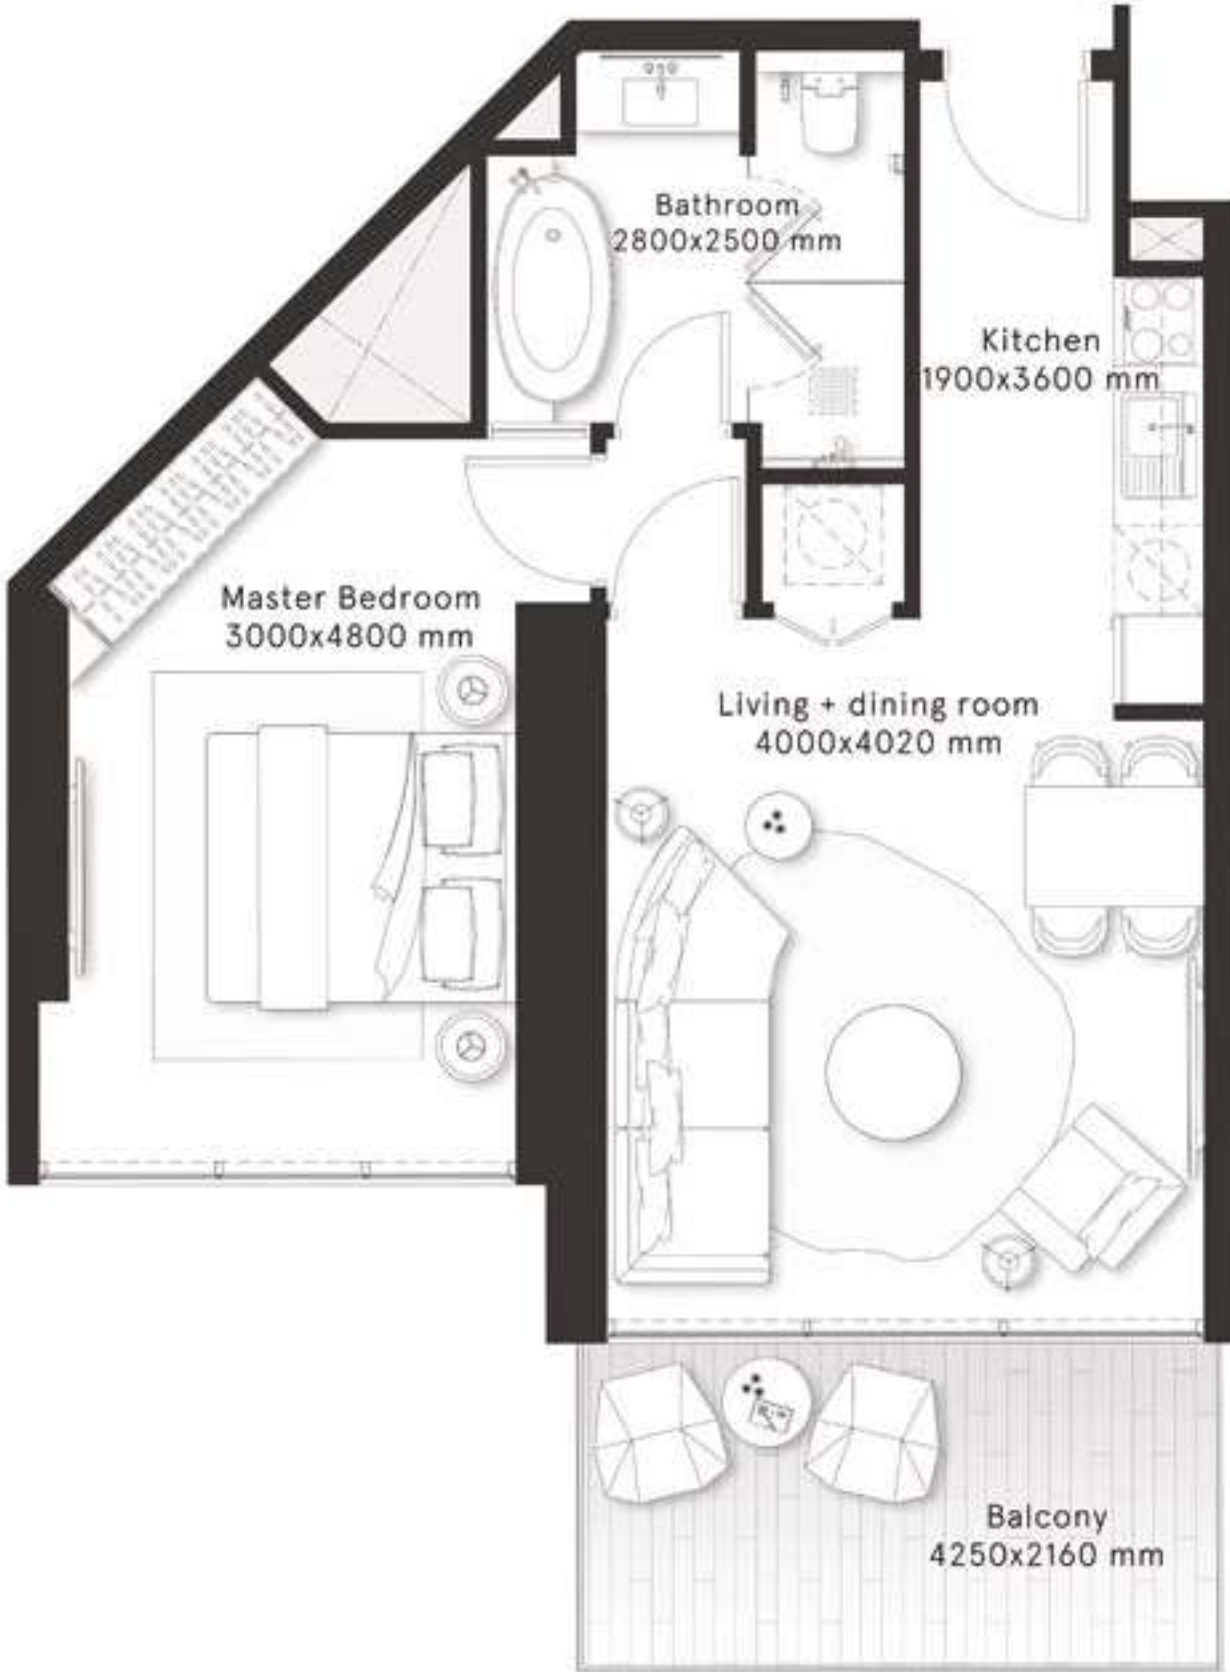 Bathroom
2800x2500 mm
Kitchen
1900x3600 mm
Master Bedroom
3000x4800 mm
Living + dining room
4000x4020 mm
Balcony
4250x2160 mm